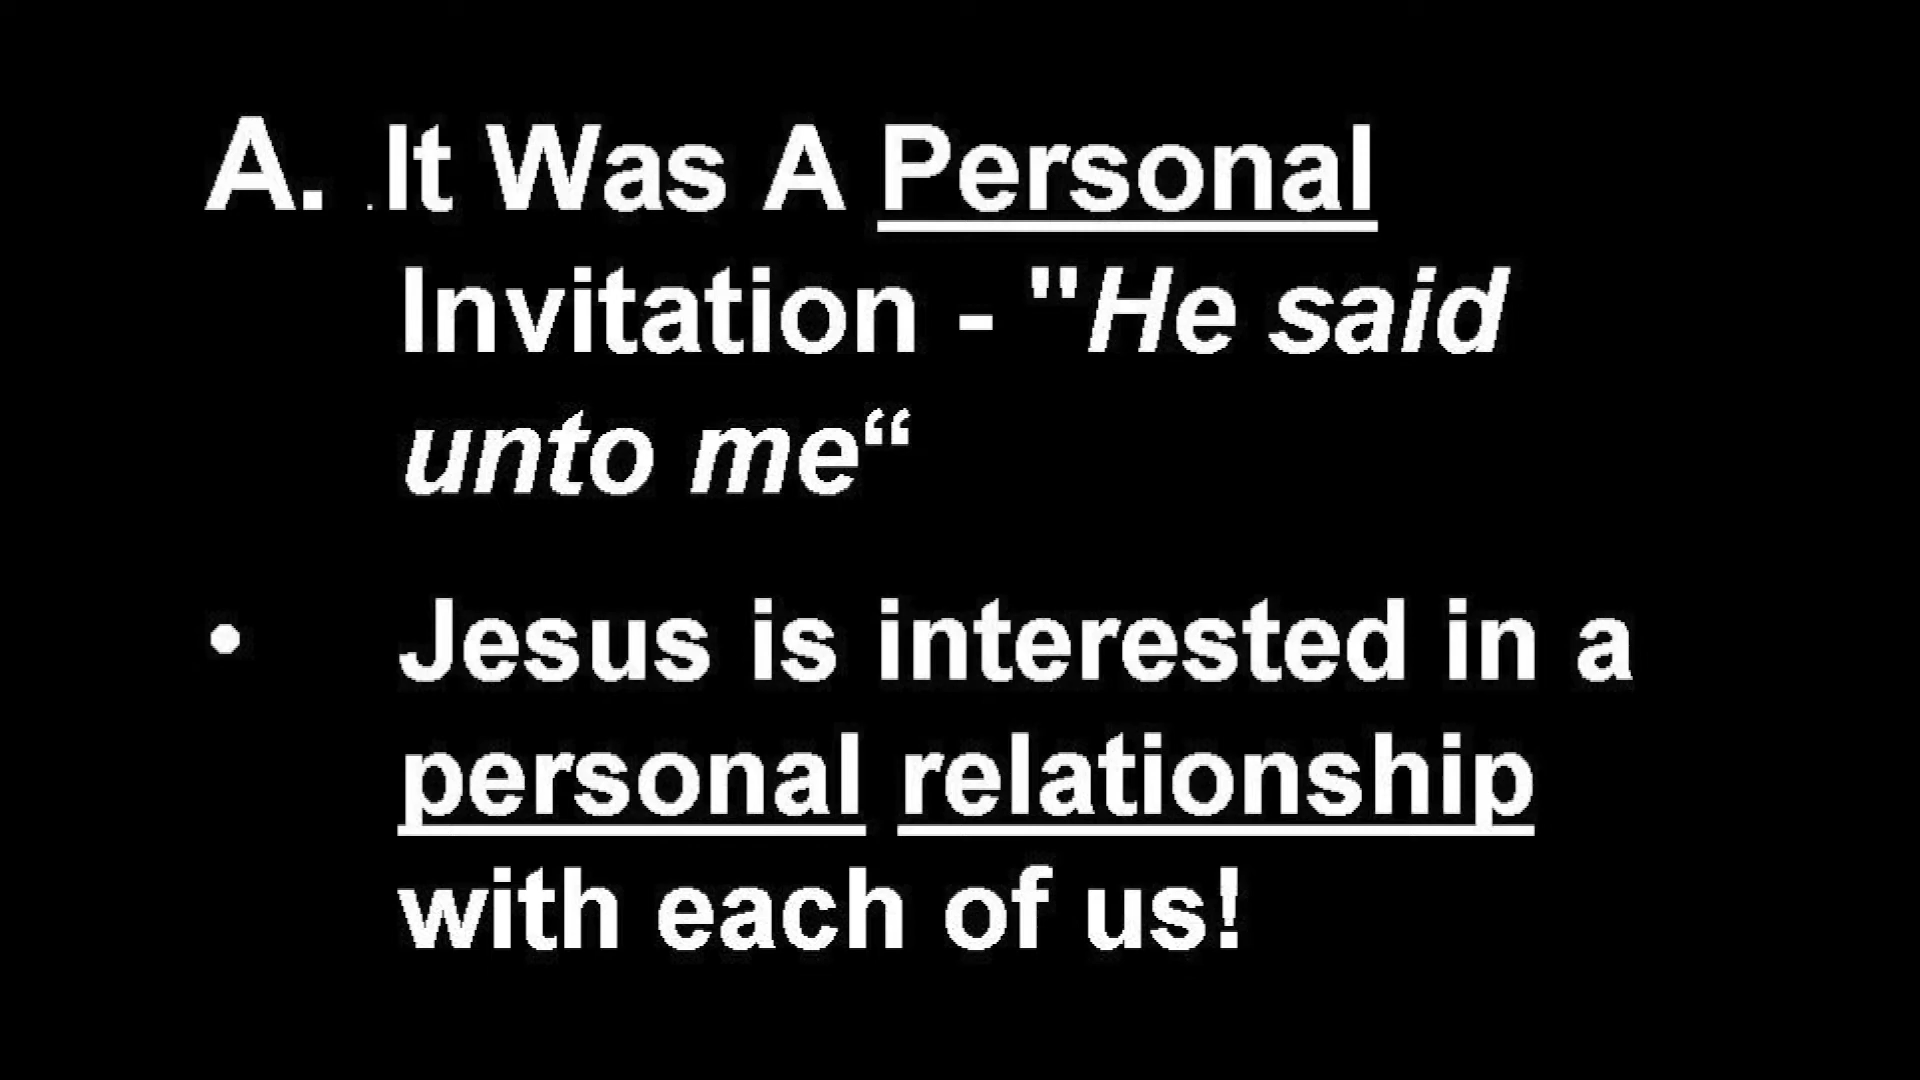 A. .It Was A Personal
Invitation - "He said
unto me“
• Jesus is interested in a
personal relationship
with each of us!